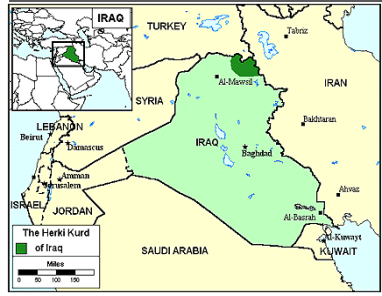 IRAQ
TURKEY
Tabriz
Al-Mawsil
IRAN
SYRIA
LEBANON
Beirut
Damascus
IRAQ
Baghdad
Bakhtaran
Amman
Jerusalem
ISRAEL
JORDAN
Ahvaz
Al-Basrah
Al-Kuwayt
KUWAIT
SAUDI ARABIA
The Herki Kurd
of Iraq
Miles
0 50 100 150